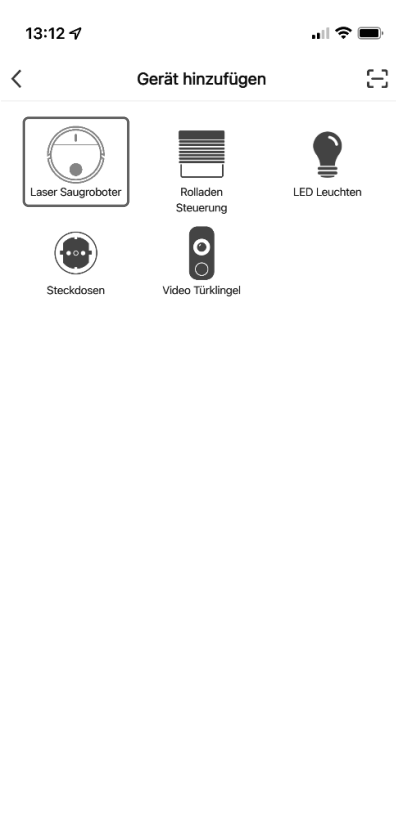 13:12
Gerät hinzufügen
Laser Saugroboter
Rolladen
Steuerung
LED Leuchten
Steckdosen
Video Türklingel